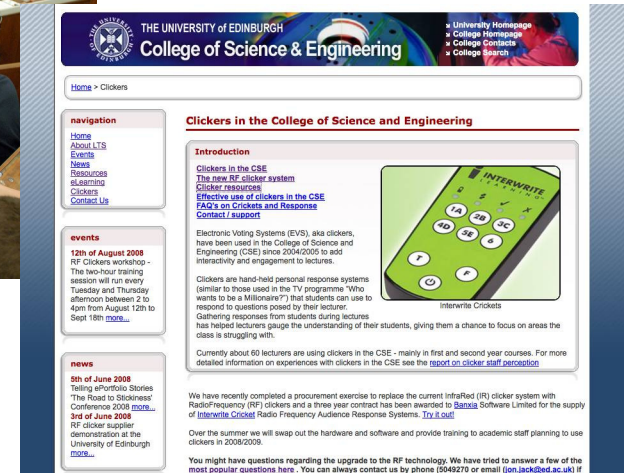 THE UNIVERSITY of EDINBURGH
College of Science & Engineering
University Homepage
College Homepage
College Contacts
College Search
Home > Clickers
navigation
Home
About LTS
Events
News
Resources
eLearning
Clickers
Contact Us
events
12th of August 2008
RF Clickers workshop -
The two-hour training
session will run every
Tuesday and Thursday
afternoon between 2 to
4pm from August 12th to
Sept 18th more...
news
5th of June 2008
Telling ePortfolio Stories
'The Road to Stickiness'
Conference 2008 more...
3rd of June 2008
RF clicker supplier
demonstration at the
University of Edinburgh
more...
Clickers in the College of Science and Engineering
Introduction
Clickers in the CSE
The new RF clicker system
Clicker resources
Effective use of clickers in the CSE
FAQ's on Crickets and Response
Contact / support
INTERWRITE
LEARNING
1A 2B 3C
4D 5E 6
T F
Interwrite Crickets
Electronic Voting Systems (EVS), aka clickers,
have been used in the College of Science and
Engineering (CSE) since 2004/2005 to add
interactivity and engagement to lectures.
Clickers are hand-held personal response systems
(similar to those used in the TV programme "Who
wants to be a Millionaire?") that students can use to
respond to questions posed by their lecturer.
Gathering responses from students during lectures
has helped lecturers gauge the understanding of their students, giving them a chance to focus on areas the
class is struggling with.
Currently about 60 lecturers are using clickers in the CSE - mainly in first and second year courses. For more
detailed information on experiences with clickers in the CSE see the report on clicker staff perception
We have recently completed a procurement exercise to replace the current InfraRed (IR) clicker system with
RadioFrequency (RF) clickers and a three year contract has been awarded to Banxia Software Limited for the supply
of Interwrite Cricket Radio Frequency Audience Response Systems. Try it out!
Over the summer we will swap out the hardware and software and provide training to academic staff planning to use
clickers in 2008/2009.
You might have questions regarding the upgrade to the RF technology. We have tried to answer a few of the
most popular questions here . You can always contact us by phone (5049270 or email (jon.jack@ed.ac.uk) if